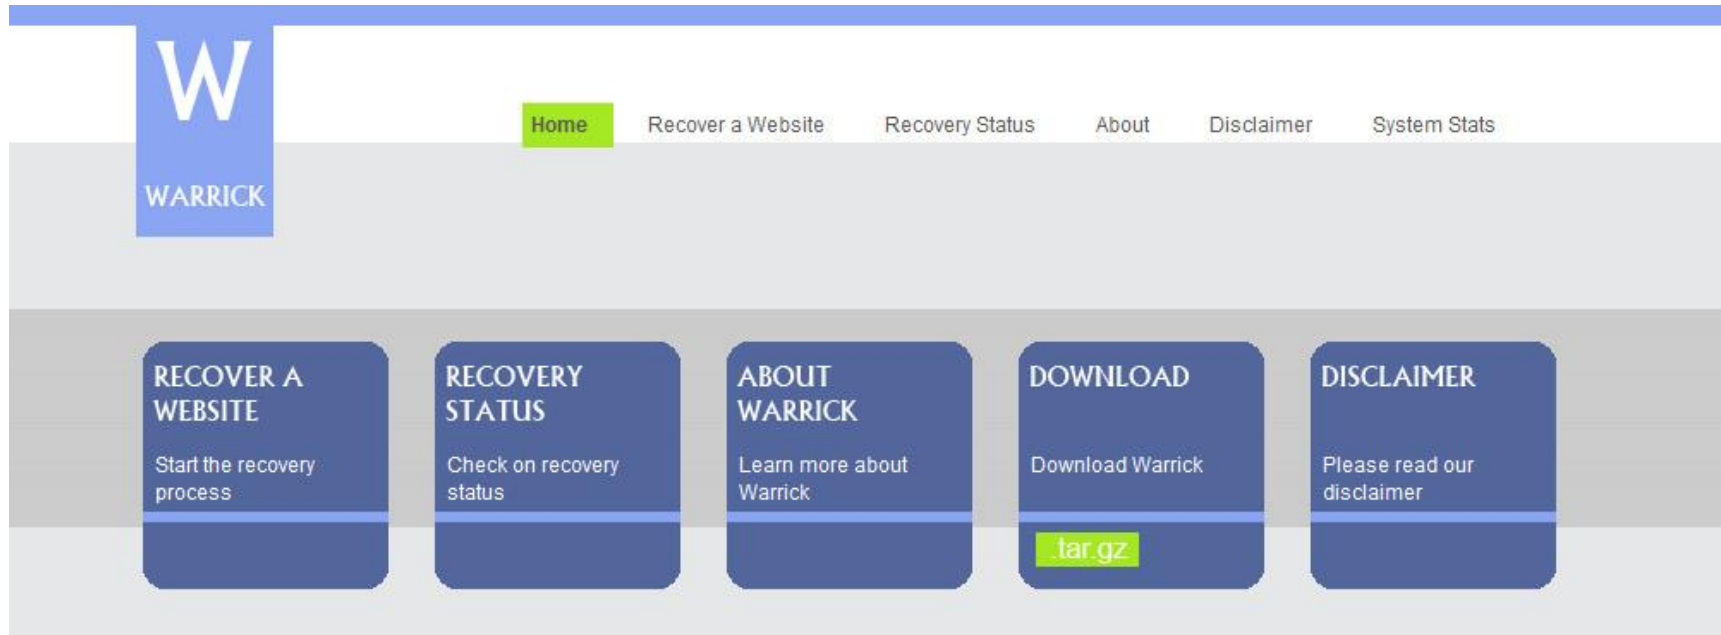 W
WARRICK
Home Recover a Website Recovery Status About Disclaimer System Stats
RECOVER A
WEBSITE
Start the recovery
process
RECOVERY
STATUS
Check on recovery
status
ABOUT
WARRICK
Learn more about
Warrick
DOWNLOAD
Download Warrick
.tar.gz
DISCLAIMER
Please read our
disclaimer